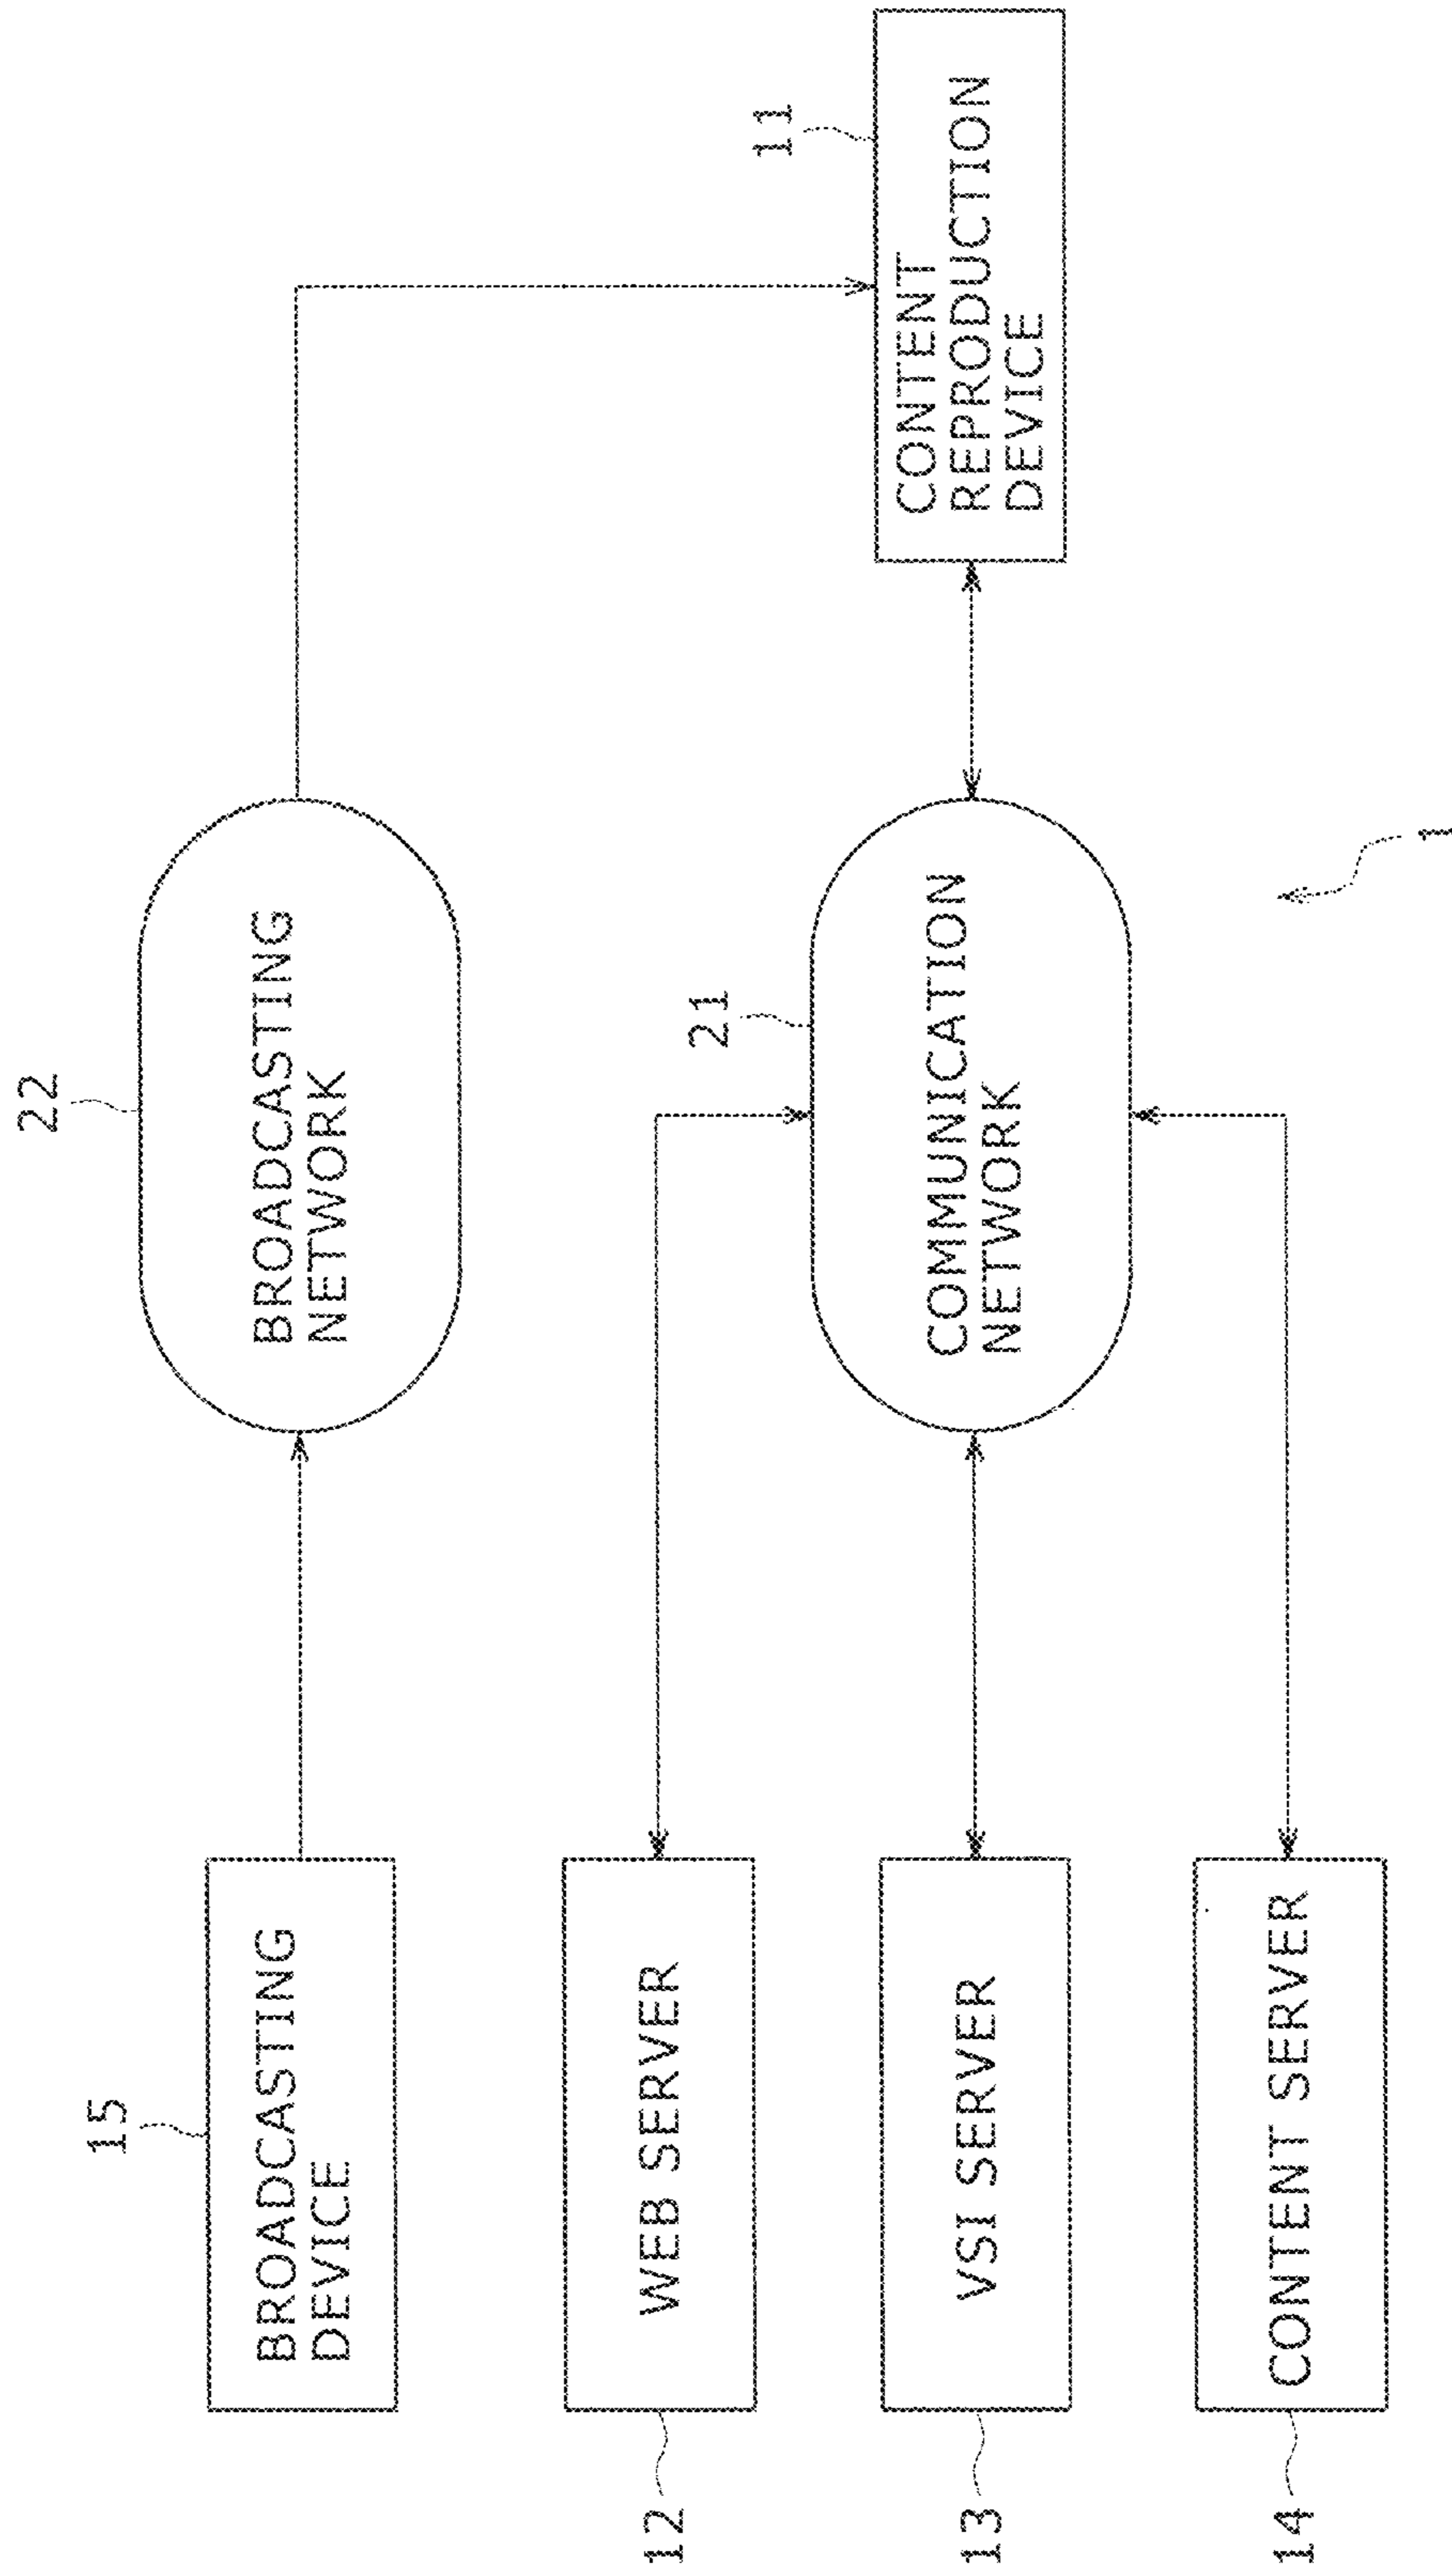 15
BROADCASTING
DEVICE
22
BROADCASTING
NETWORK
12
WEB SERVER
13
VSI SERVER
14
CONTENT SERVER
21
COMMUNICATION
NETWORK
11
CONTENT
REPRODUCTION
DEVICE
1